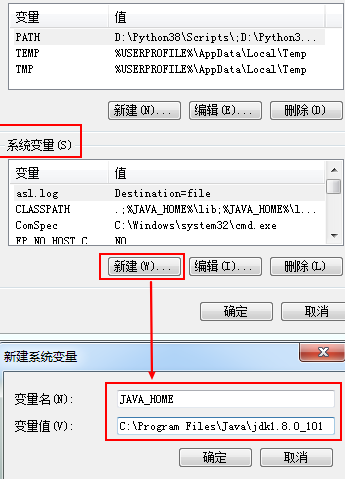 变量 值
PATH D:\Python38\Scripts\;D:\Python3...
TEMP %USERPROFILE%\AppData\Local\Temp
TMP %USERPROFILE%\AppData\Local\Temp
新建(N)... 编辑(E)... 删除(D)
系统变量(S)
变量 值
asl.log Destination=file
CLASSPATH .;%JAVA_HOME%\lib;%JAVA_HOME%\l...
ComSpec C:\Windows\system32\cmd.exe
FP_NO_HOST_C NO
新建(W)... 编辑(I)... 删除(L)
确定 取消
新建系统变量
变量名(N): JAVA_HOME
变量值(V): C:\Program Files\Java\jdk1.8.0_101
确定 取消